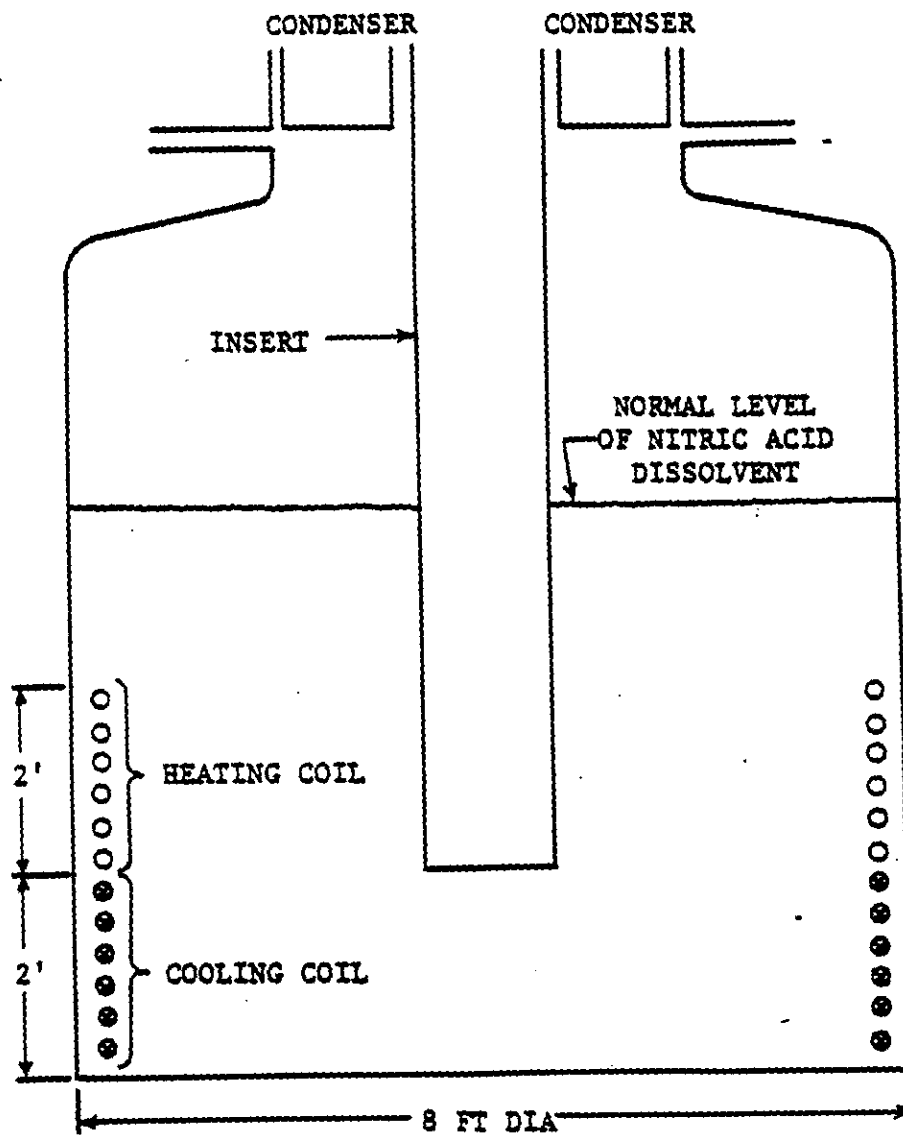 CONDENSER CONDENSER
INSERT
NORMAL LEVEL
OF NITRIC ACID
DISSOLVENT
2'
HEATING COIL
2'
COOLING COIL
8 FT DIA